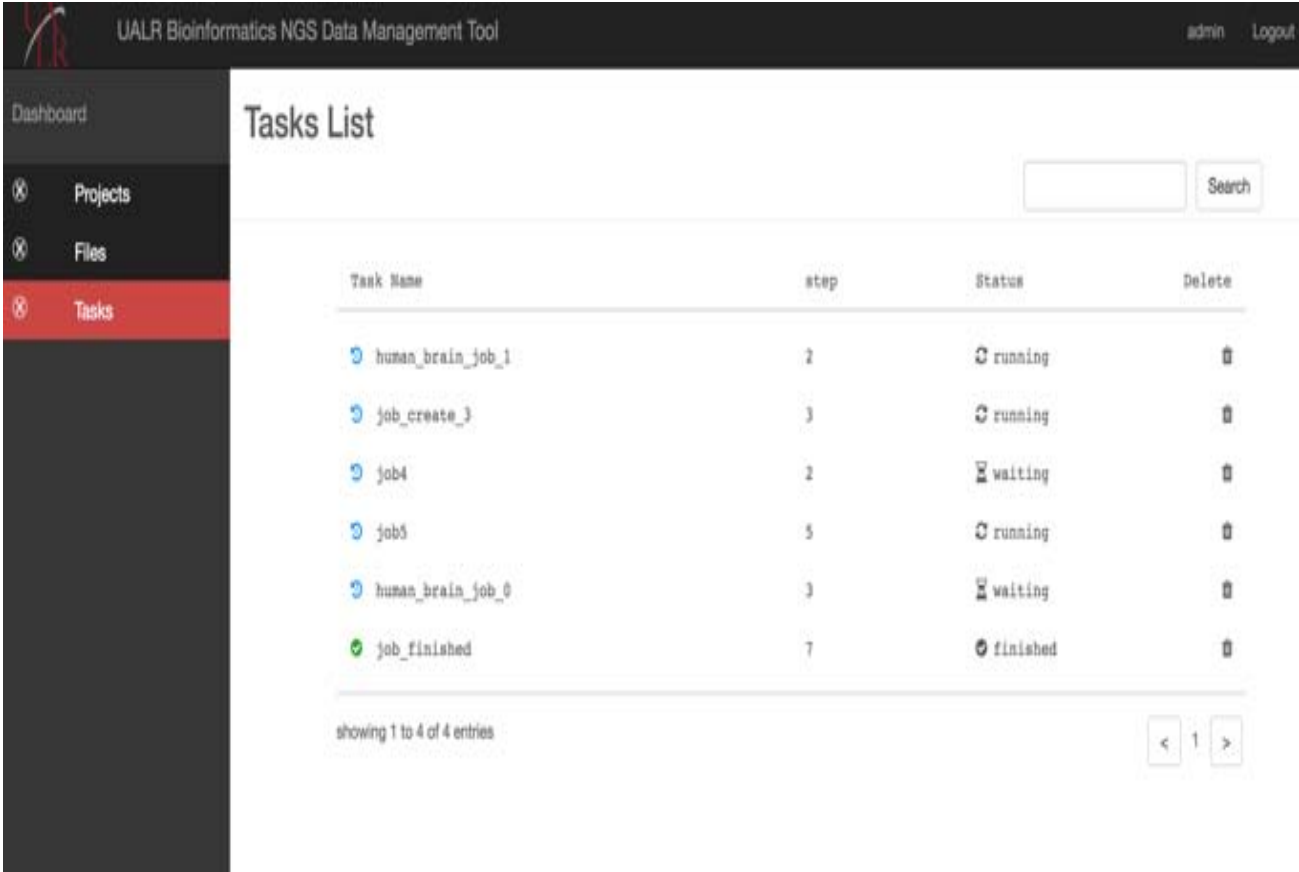 UALR UALR Bioinformatics NGS Data Management Tool admin Logout
Dashboard
Tasks List
Projects
Search
Files
Tasks
Task Name step Status Delete
human_brain_job_1 2 running
job_create_3 3 running
job4 2 waiting
job5 5 running
human_brain_job_0 3 waiting
job_finished 7 finished
showing 1 to 4 of 4 entries < 1 >